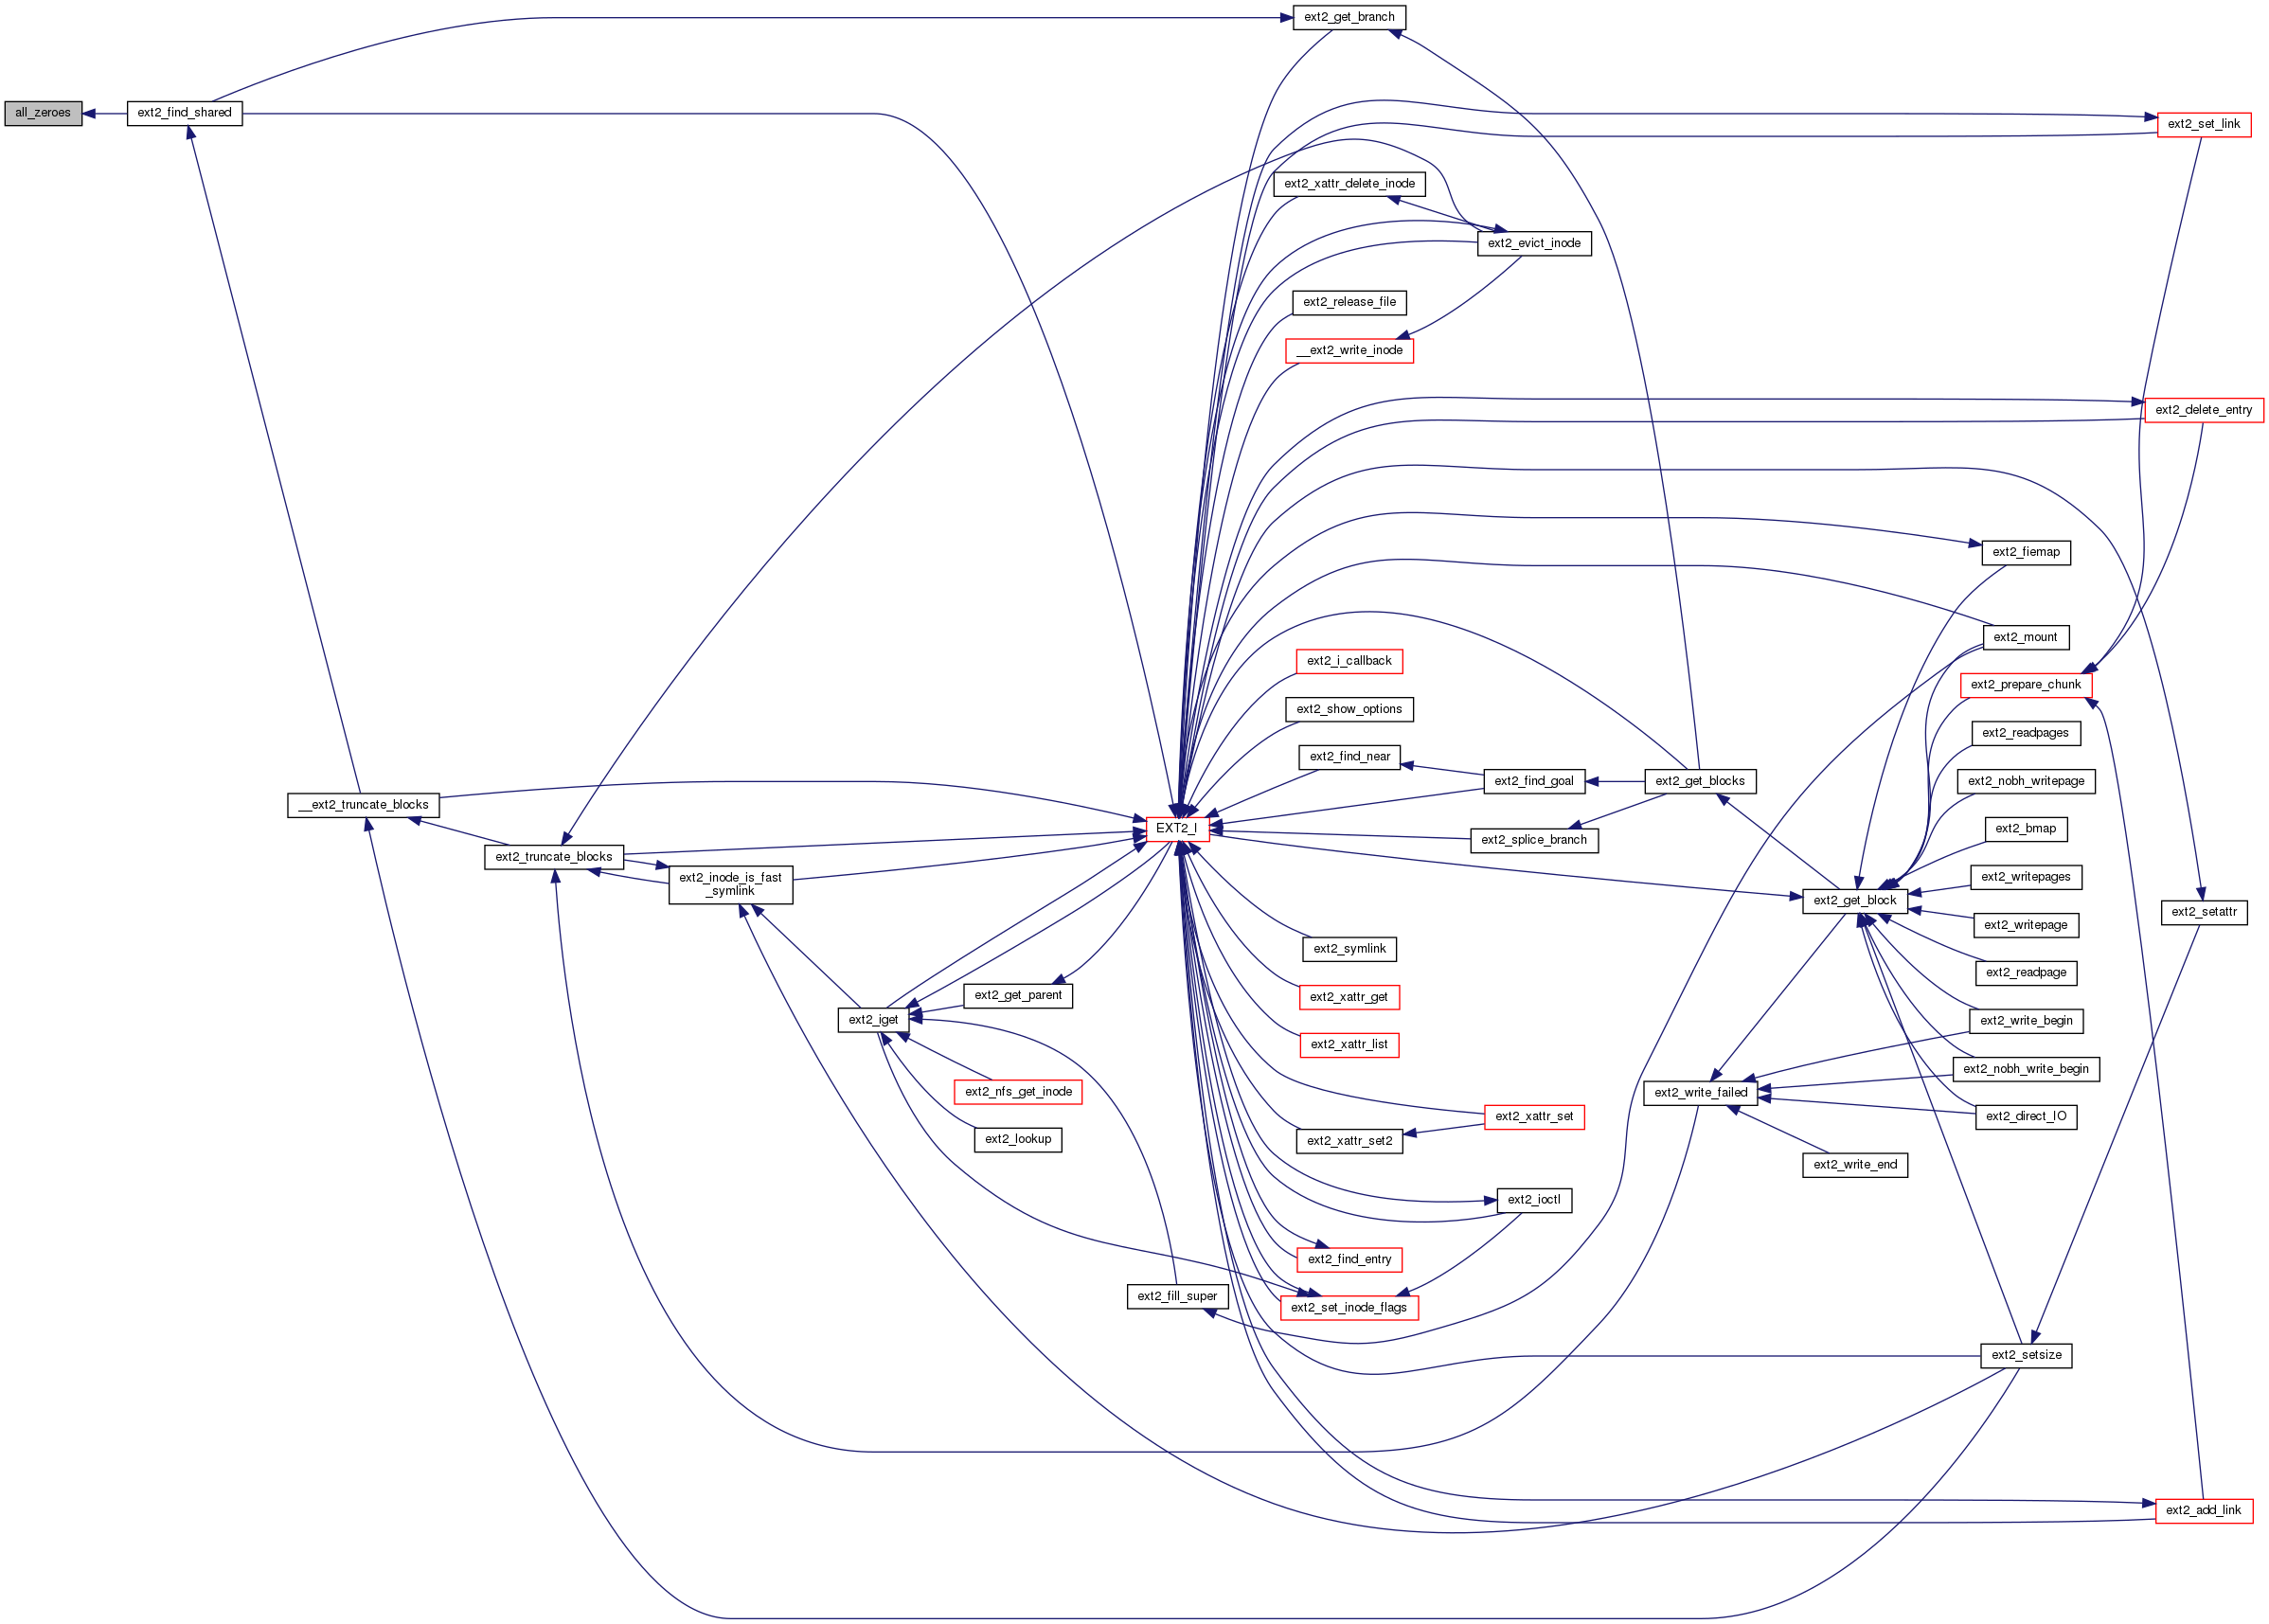 ext2_get_branch
all_zeroes
ext2_find_shared
ext2_set_link
ext2_xattr_delete_inode
ext2_evict_inode
ext2_release_file
__ext2_write_inode
ext2_delete_entry
ext2_fiemap
ext2_mount
ext2_i_callback
ext2_prepare_chunk
ext2_show_options
ext2_readpages
ext2_find_near
ext2_find_goal
ext2_get_blocks
ext2_nobh_writepage
__ext2_truncate_blocks
EXT2_I
ext2_bmap
ext2_splice_branch
ext2_truncate_blocks
ext2_inode_is_fast
_symlink
ext2_writepages
ext2_get_block
ext2_setattr
ext2_writepage
ext2_symlink
ext2_readpage
ext2_get_parent
ext2_xattr_get
ext2_iget
ext2_write_begin
ext2_xattr_list
ext2_nobh_write_begin
ext2_nfs_get_inode
ext2_write_failed
ext2_xattr_set
ext2_direct_IO
ext2_lookup
ext2_xattr_set2
ext2_write_end
ext2_ioctl
ext2_find_entry
ext2_fill_super
ext2_set_inode_flags
ext2_setsize
ext2_add_link